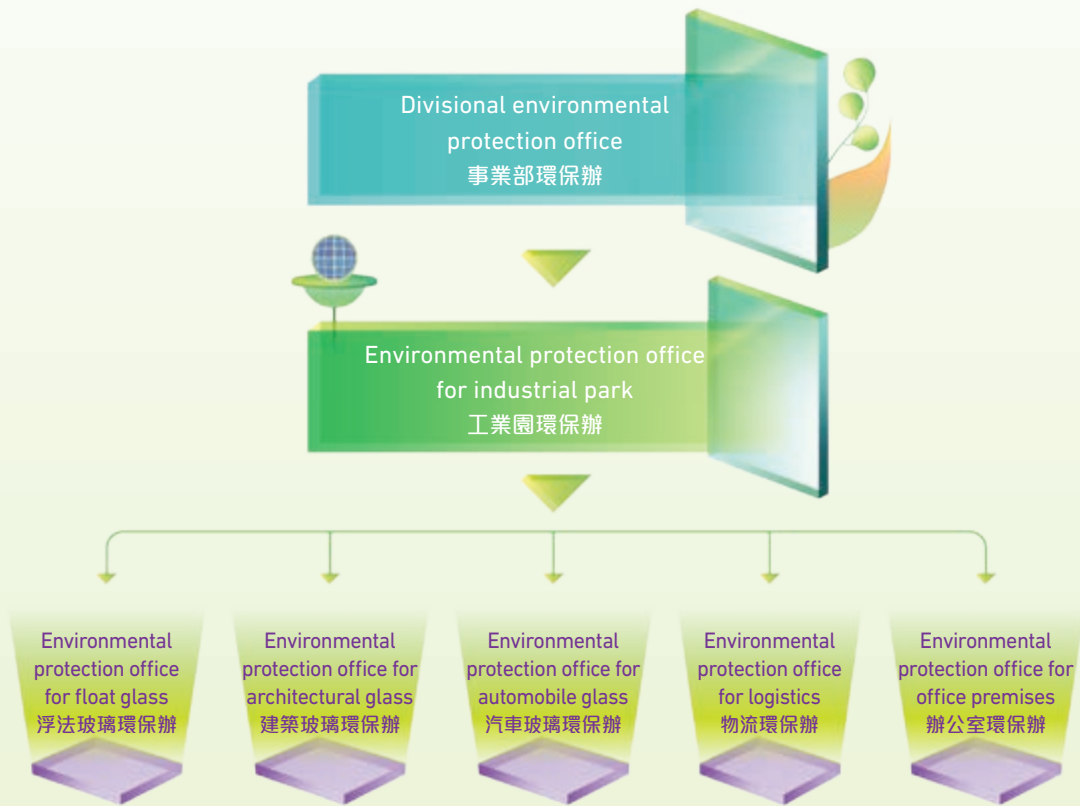 Divisional environmental
protection office
事業部環保辦
Environmental protection office
for industrial park
工業園環保辦
Environmental
protection office
for float glass
浮法玻璃環保辦
Environmental
protection office for
architectural glass
建築玻璃環保辦
Environmental
protection office for
automobile glass
汽車玻璃環保辦
Environmental
protection office
for logistics
物流環保辦
Environmental
protection office for
office premises
辦公室環保辦